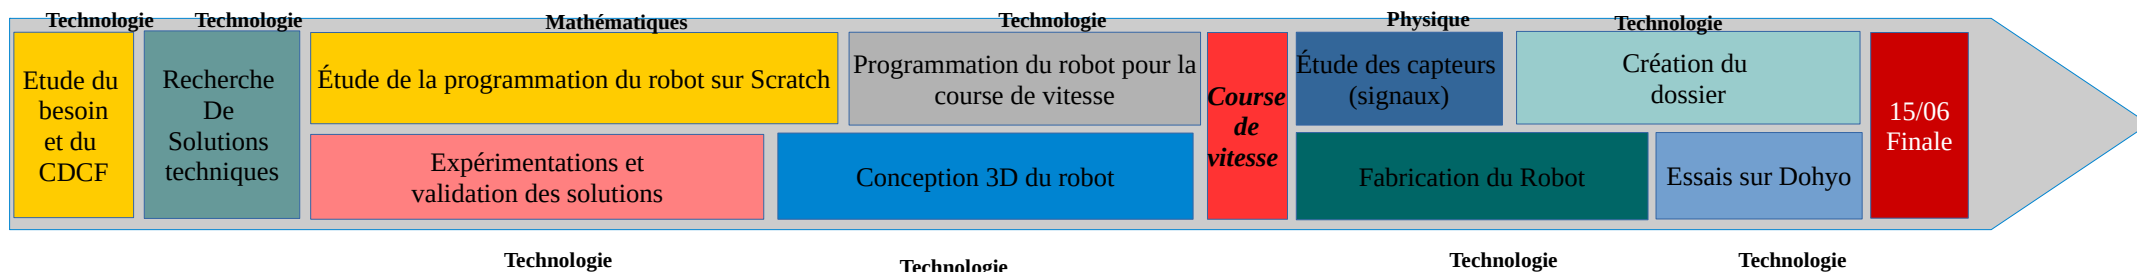 Technologie
Technologie
Mathématiques
Technologie
Physique
Technologie
Etude du
besoin
et du
CDCF
Recherche
De
Solutions
techniques
Étude de la programmation du robot sur Scratch
Expérimentations et
validation des solutions
Programmation du robot pour la
course de vitesse
Conception 3D du robot
Course
de
vitesse
Étude des capteurs
(signaux)
Création du
dossier
Fabrication du Robot
Essais sur Dohyo
15/06
Finale
Technologie
Technologie
Technologie
Technologie